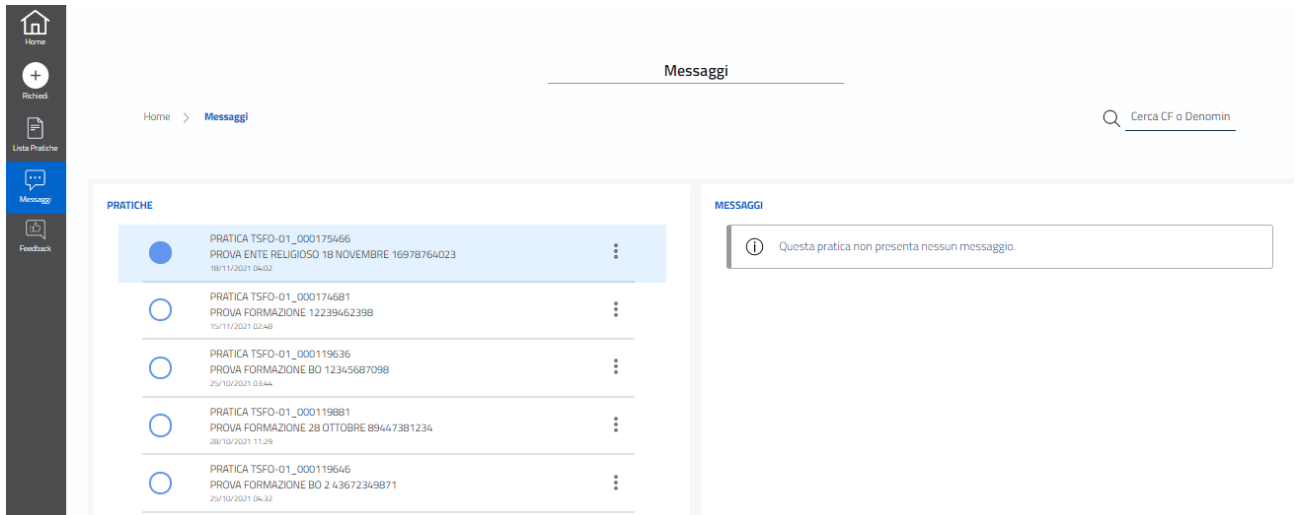 Home
Richiedi
Lista Pratiche
Messaggi
Feedback
Messaggi
Home > Messaggi
Cerca CF o Denomin
PRATICHE
PRATICA TSFO-01_000175466
PROVA ENTE RELIGIOSO 18 NOVEMBRE 16978764023
18/11/2021 04:02
PRATICA TSFO-01_000174681
PROVA FORMAZIONE 12239462398
15/11/2021 02:48
PRATICA TSFO-01_000119636
PROVA FORMAZIONE BO 12345687098
25/10/2021 03:44
PRATICA TSFO-01_000119881
PROVA FORMAZIONE 28 OTTOBRE 89447381234
28/10/2021 11:29
PRATICA TSFO-01_000119646
PROVA FORMAZIONE BO 2 43672349871
25/10/2021 04:32
MESSAGGI
Questa pratica non presenta nessun messaggio.